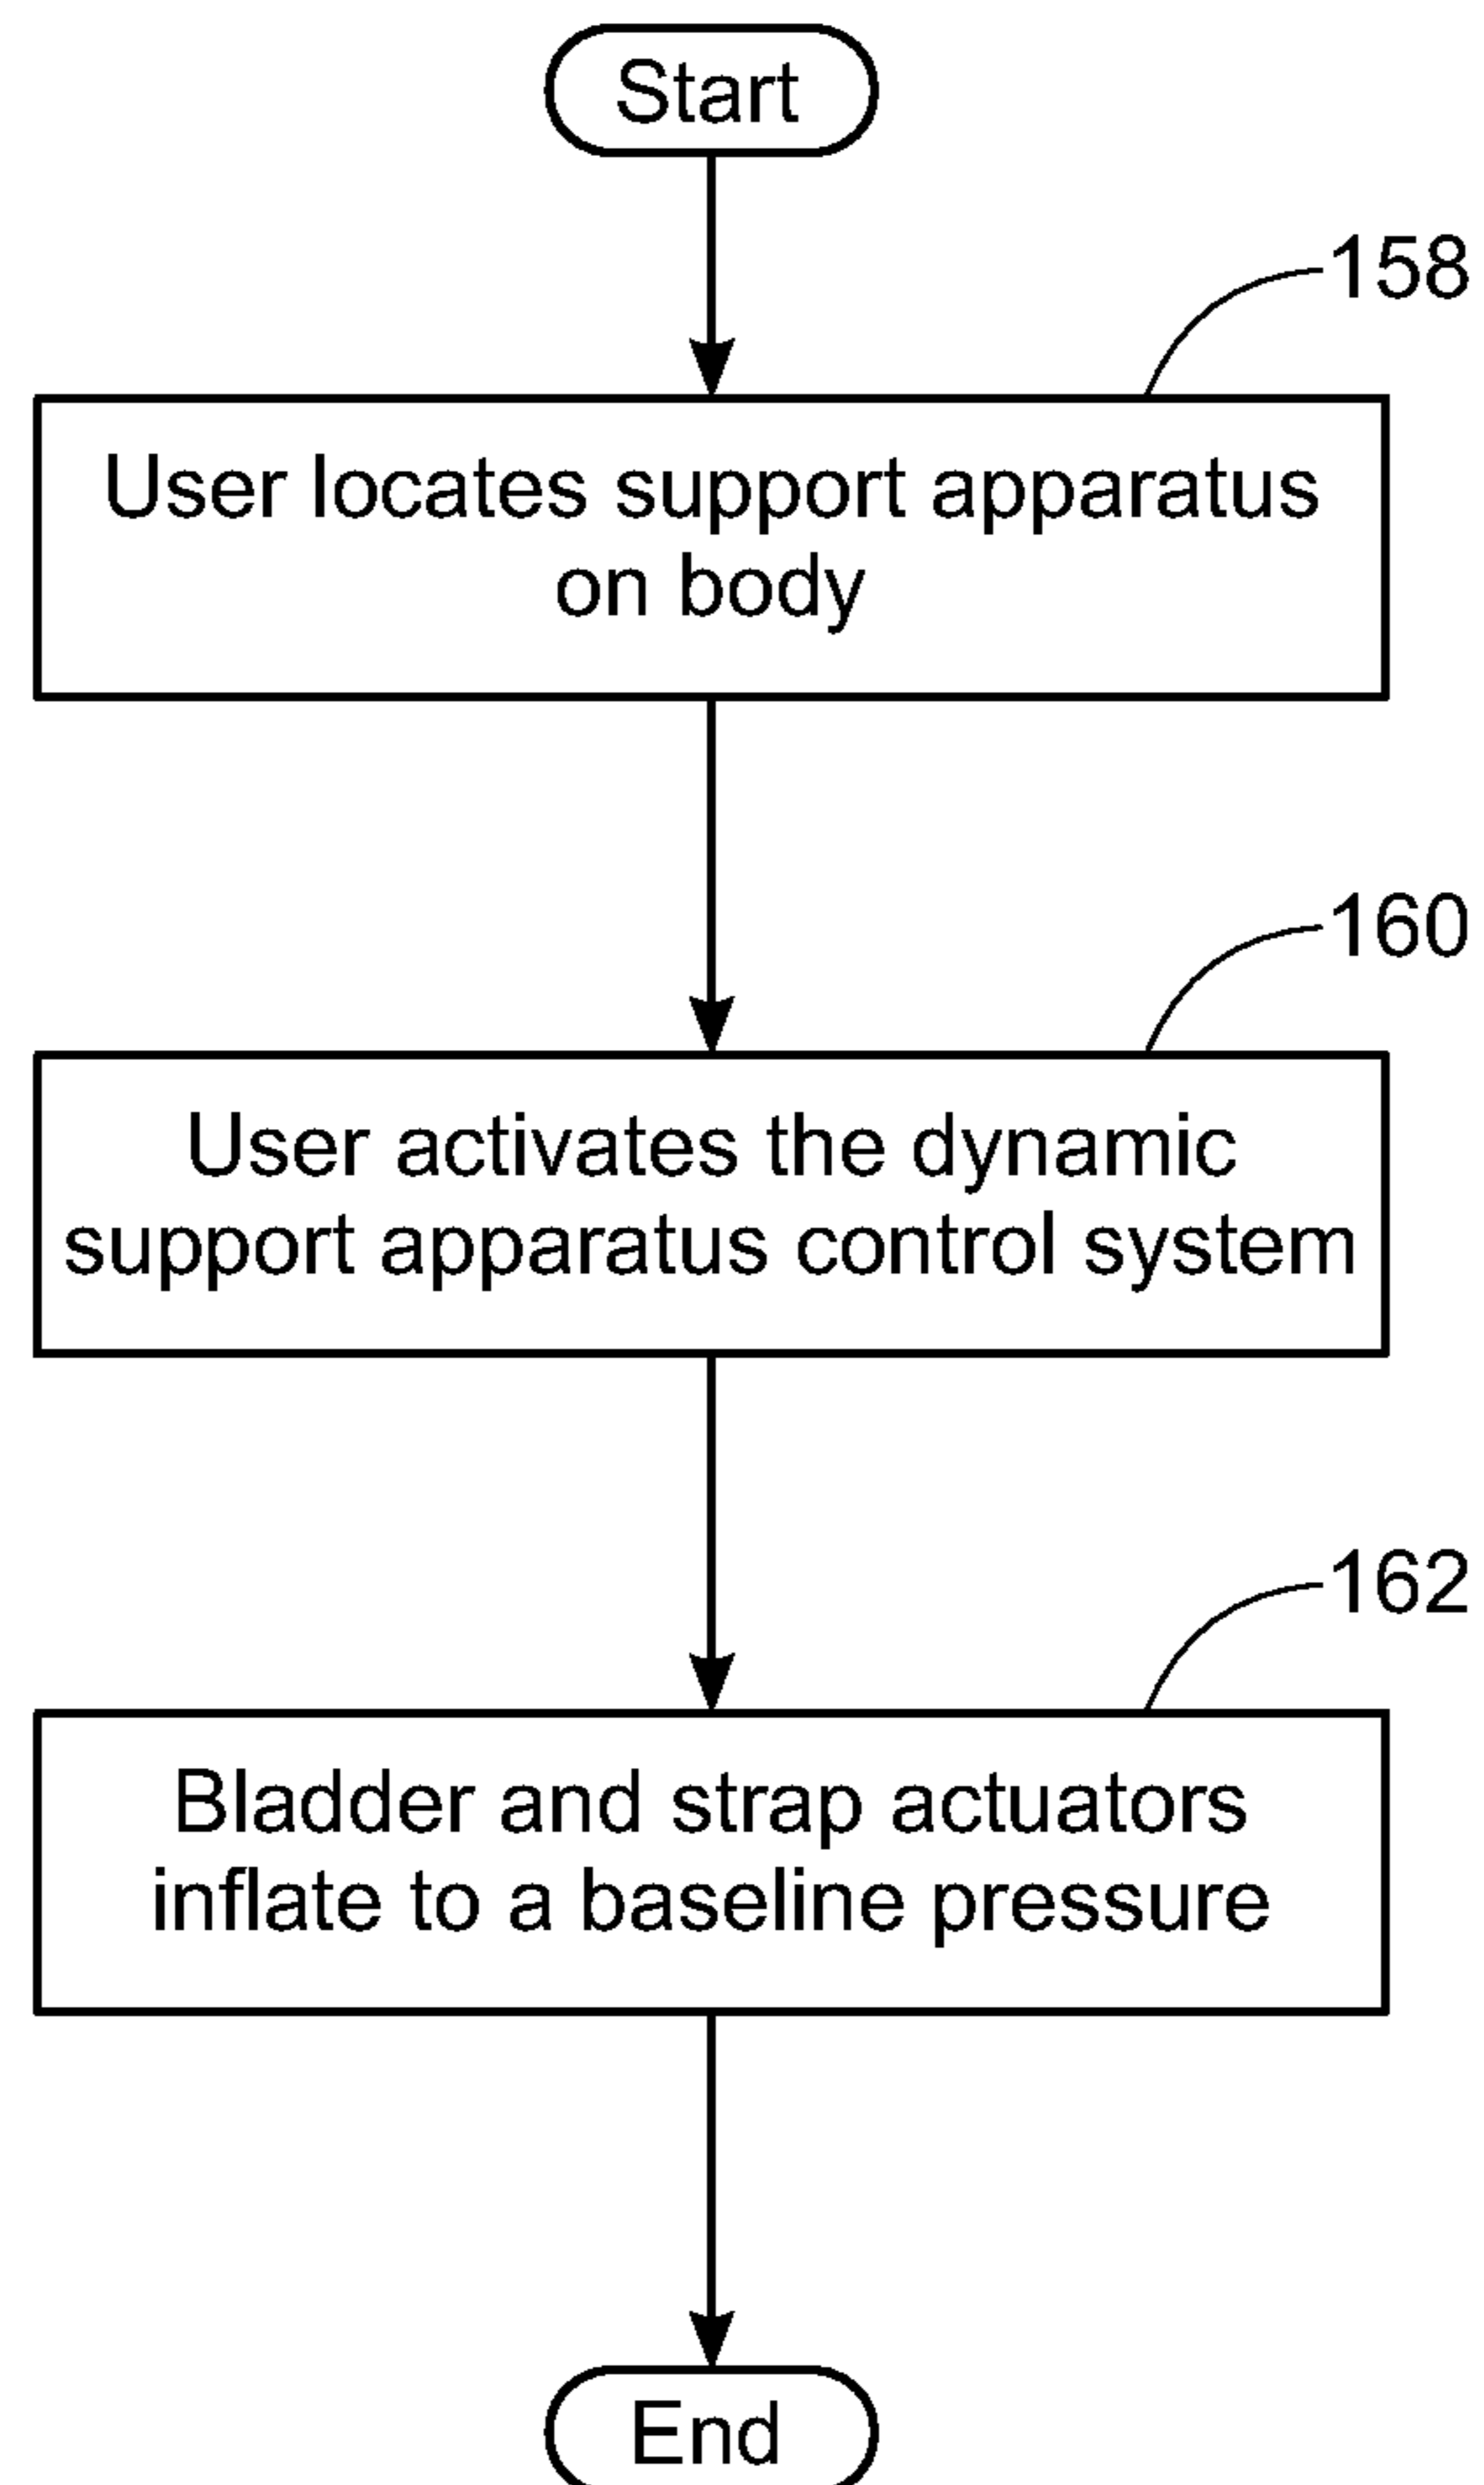 Start
158
User locates support apparatus
on body
160
User activates the dynamic
support apparatus control system
162
Bladder and strap actuators
inflate to a baseline pressure
End